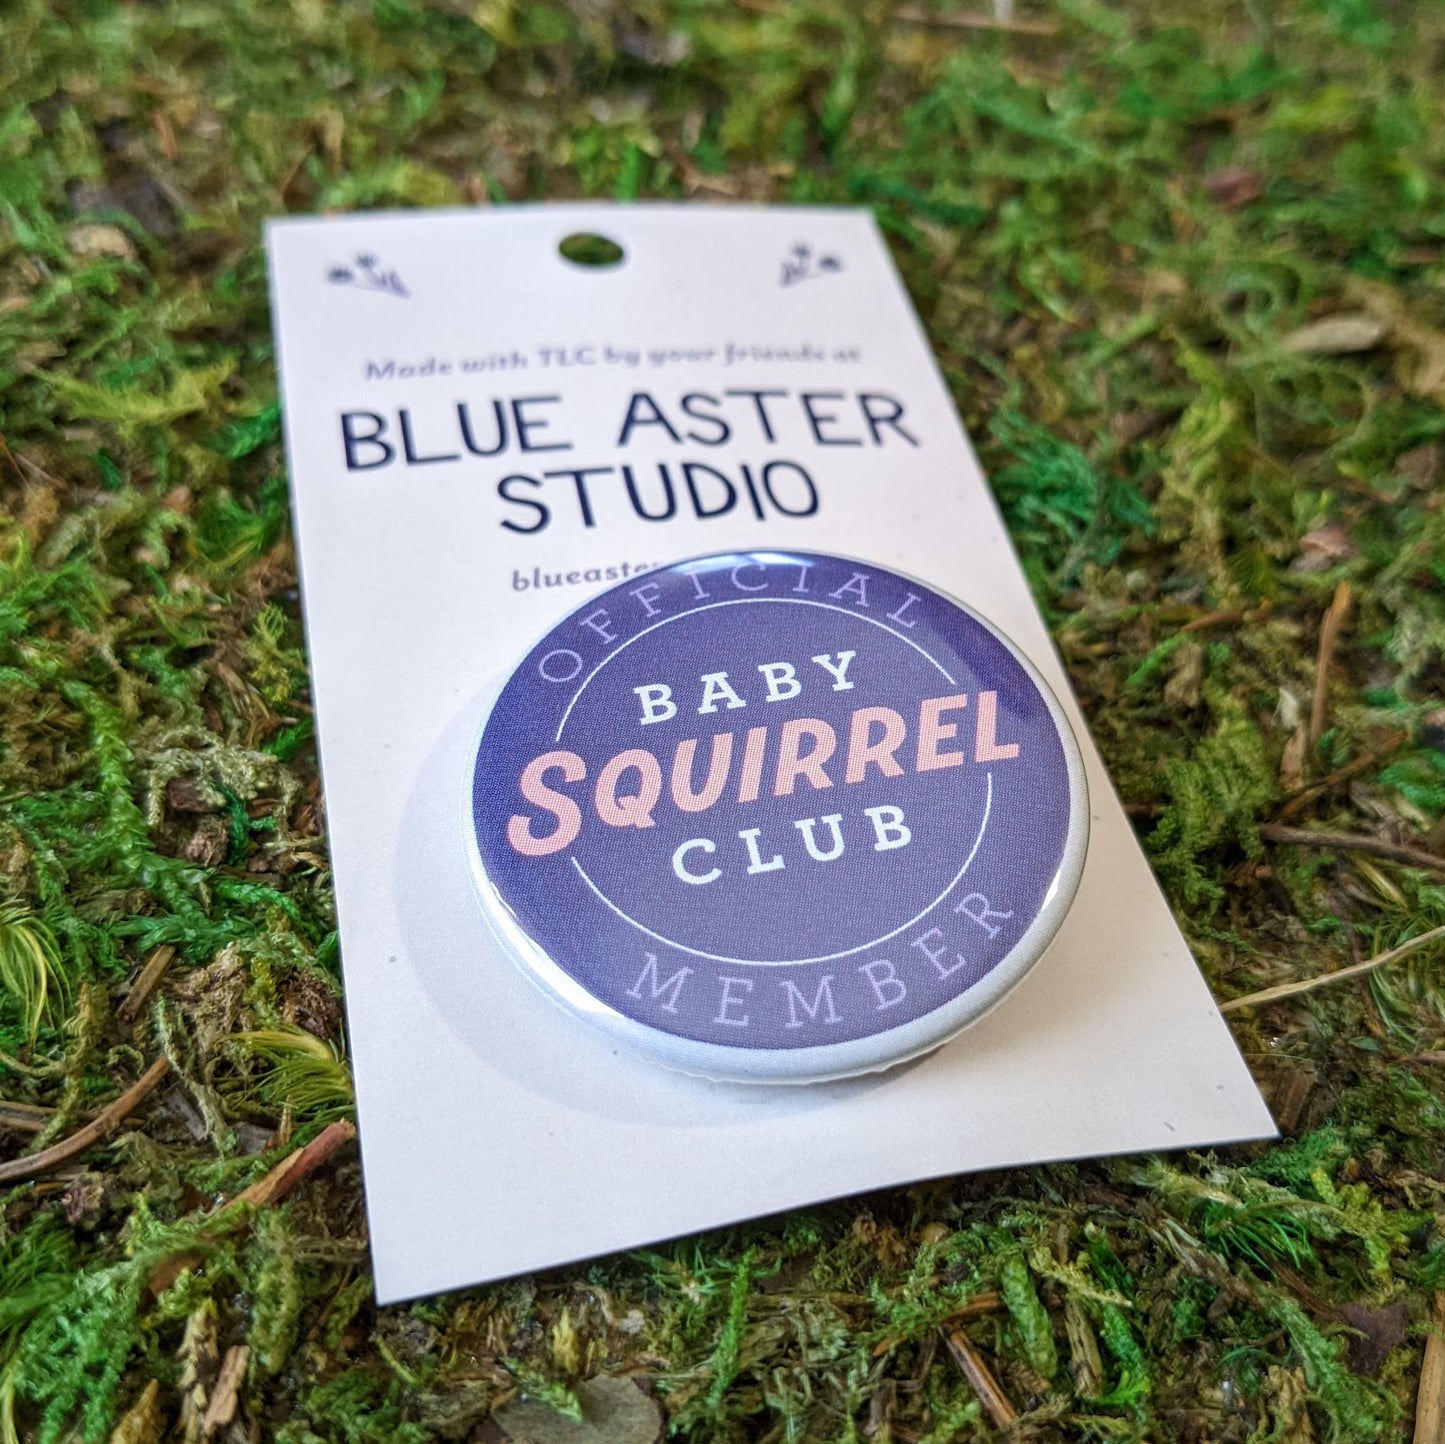 Made with TLC by your friends at
BLUE ASTER
STUDIO
OFFICIAL
BABY
SQUIRREL
CLUB
MEMBER